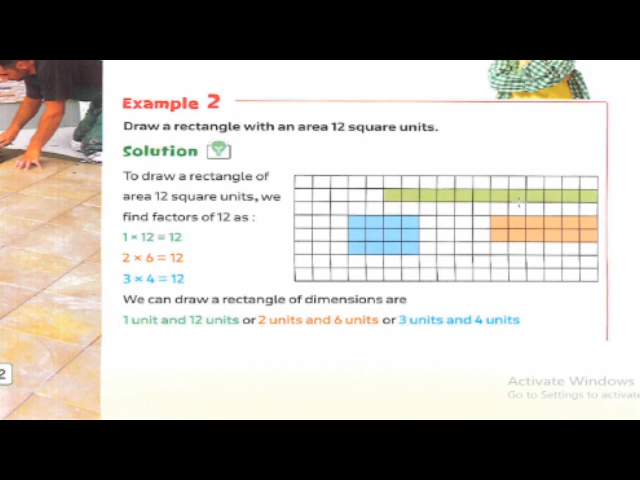 Example 2
Draw a rectangle with an area 12 square units.
Solution
To draw a rectangle of
area 12 square units, we
find factors of 12 as :
1 × 12 = 12
2 × 6 = 12
3 × 4 = 12
We can draw a rectangle of dimensions are
1 unit and 12 units or 2 units and 6 units or 3 units and 4 units
2
Activate Windows
Go to Settings to activate